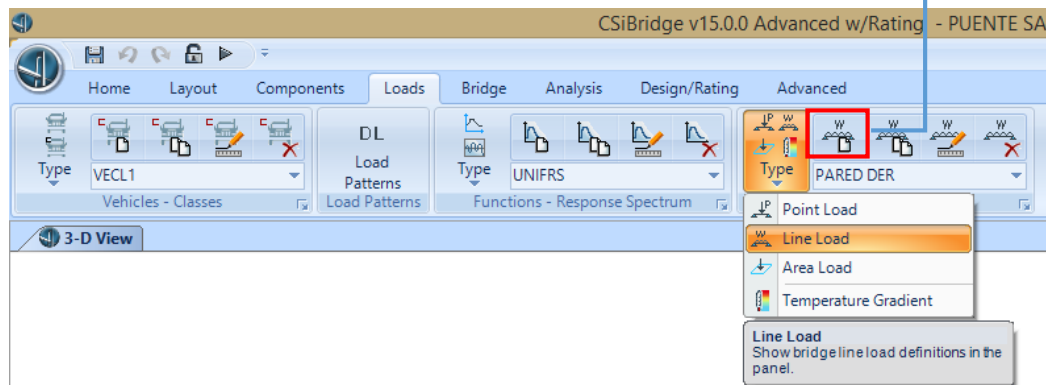 CSiBridge v15.0.0 Advanced w/Rating - PUENTE SA
Home Layout Components Loads Bridge Analysis Design/Rating Advanced
Type
VECL1
Vehicles - Classes
DL
Load
Patterns
Load Patterns
Type
UNIFRS
Functions - Response Spectrum
Type
PARED DER
Point Load
Line Load
Area Load
Temperature Gradient
Line Load
Show bridge line load definitions in the
panel.
3-D View